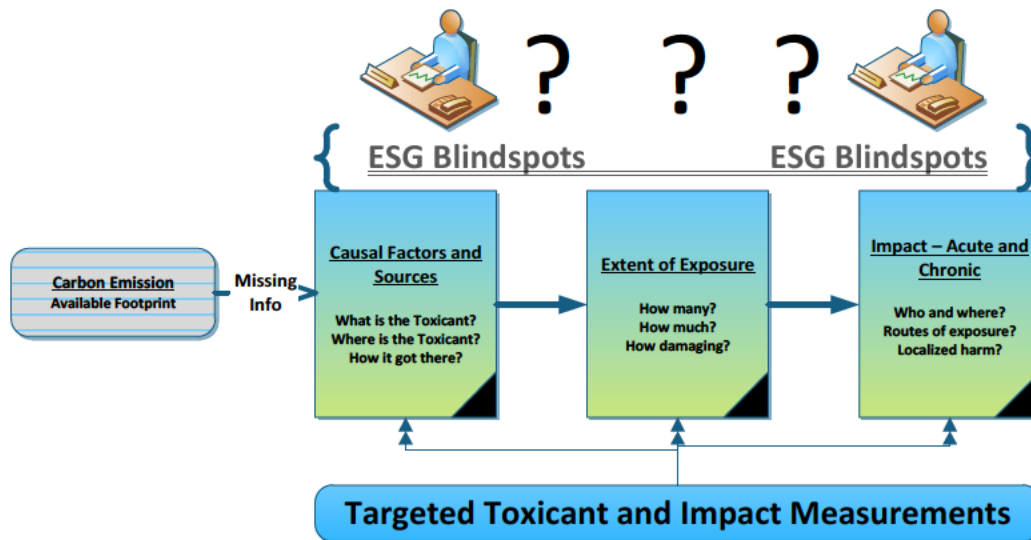 ? ? ?
ESG Blindspots ESG Blindspots
Carbon Emission
Available Footprint
Missing
Info
Causal Factors and
Sources
What is the Toxicant?
Where is the Toxicant?
How it got there?
Extent of Exposure
How many?
How much?
How damaging?
Impact – Acute and
Chronic
Who and where?
Routes of exposure?
Localized harm?
Targeted Toxicant and Impact Measurements